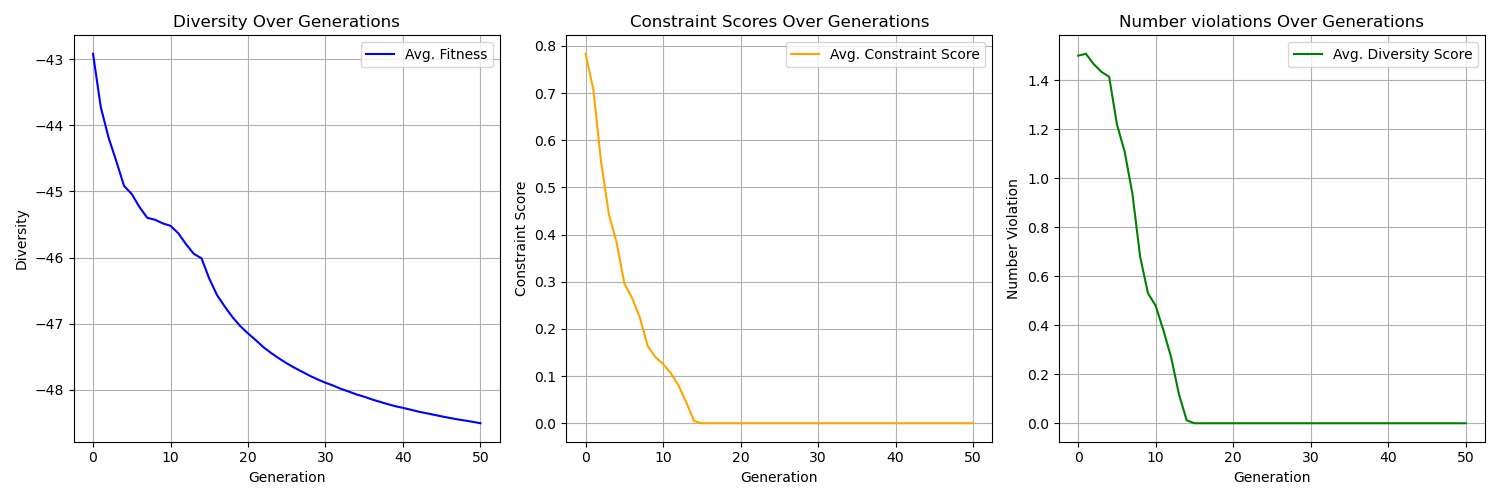 Diversity Over Generations
Avg. Fitness
Diversity
−43
−44
−45
−46
−47
−48
0 10 20 30 40 50
Generation
Constraint Scores Over Generations
Avg. Constraint Score
Constraint Score
0.8
0.7
0.6
0.5
0.4
0.3
0.2
0.1
0.0
0 10 20 30 40 50
Generation
Number violations Over Generations
Avg. Diversity Score
Number Violation
1.4
1.2
1.0
0.8
0.6
0.4
0.2
0.0
0 10 20 30 40 50
Generation